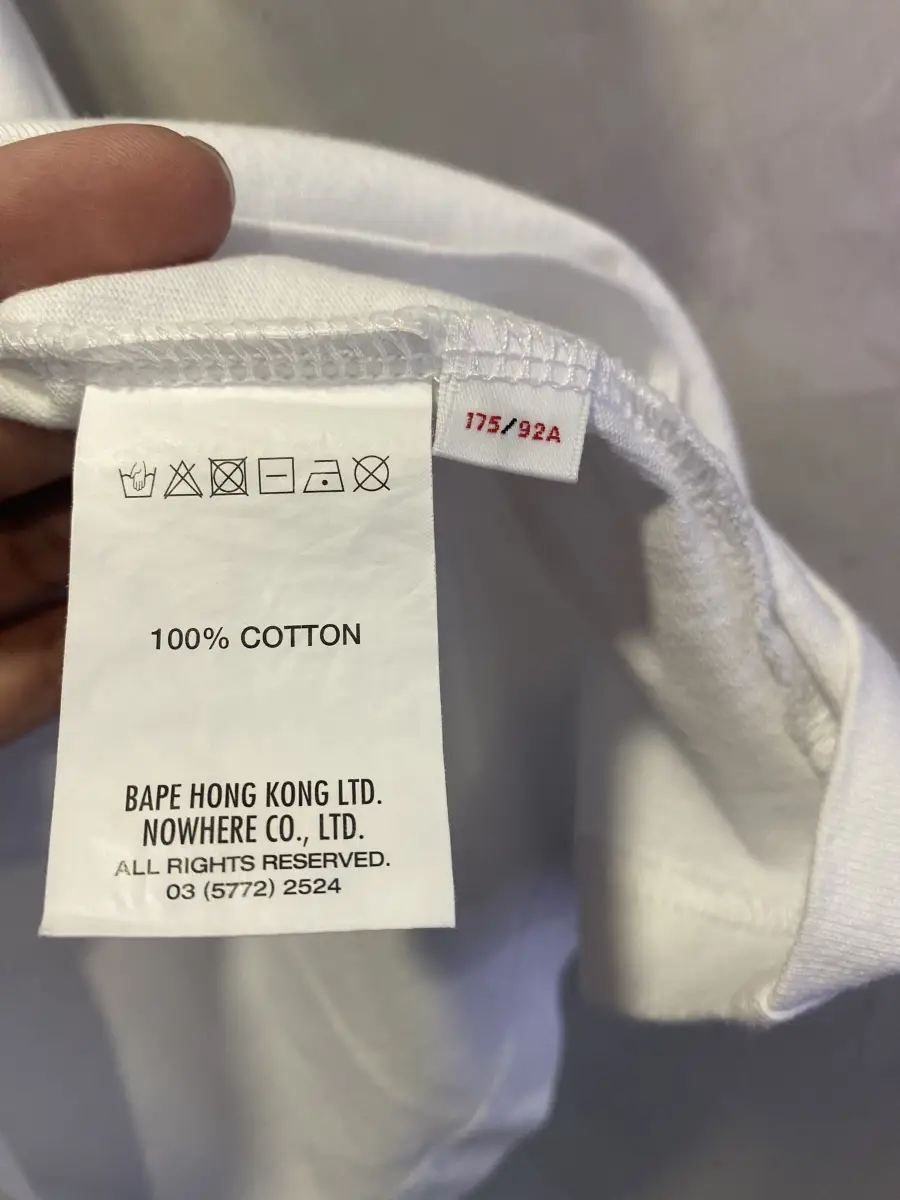 175/92A
100% COTTON
BAPE HONG KONG LTD.
NOWHERE CO., LTD.
ALL RIGHTS RESERVED.
03 (5772) 2524